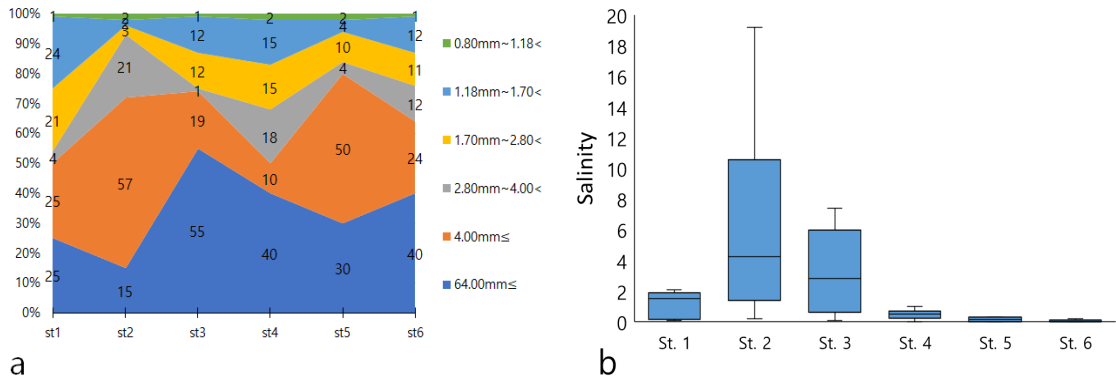 100%
90%
80%
70%
60%
50%
40%
30%
20%
10%
0%
1 2 1 2 2 1
24 2 12 15 4 12
21 3 12 15 10 11
4 21 1 18 4 12
25 57 19 10 50 24
25 15 55 40 30 40
st1 st2 st3 st4 st5 st6
0.80mm~1.18<
1.18mm~1.70<
1.70mm~2.80<
2.80mm~4.00<
4.00mm≤
64.00mm≤
a
Salinity
20
18
16
14
12
10
8
6
4
2
0
St. 1 St. 2 St. 3 St. 4 St. 5 St. 6
b